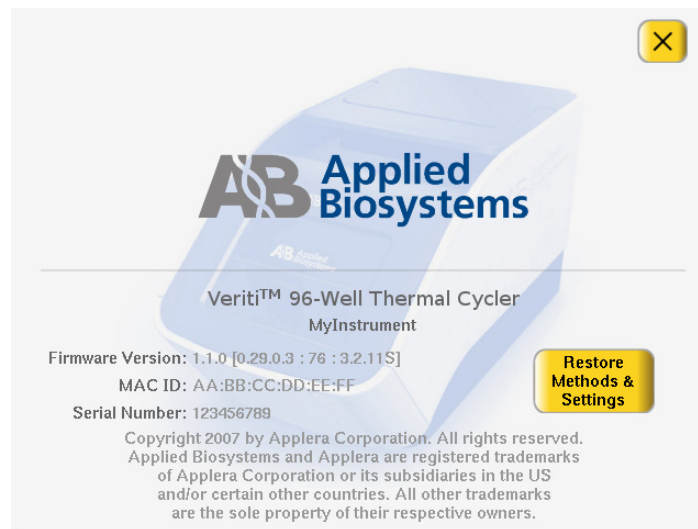 Applied
Biosystems
AB Applied
Biosystems
Veriti™ 96-Well Thermal Cycler
MyInstrument
Firmware Version: 1.1.0 [0.29.0.3 : 76 : 3.2.11S]
MAC ID: AA:BB:CC:DD:EE:FF
Serial Number: 123456789
Restore
Methods &
Settings
Copyright 2007 by Applera Corporation. All rights reserved.
Applied Biosystems and Applera are registered trademarks
of Applera Corporation or its subsidiaries in the US
and/or certain other countries. All other trademarks
are the sole property of their respective owners.